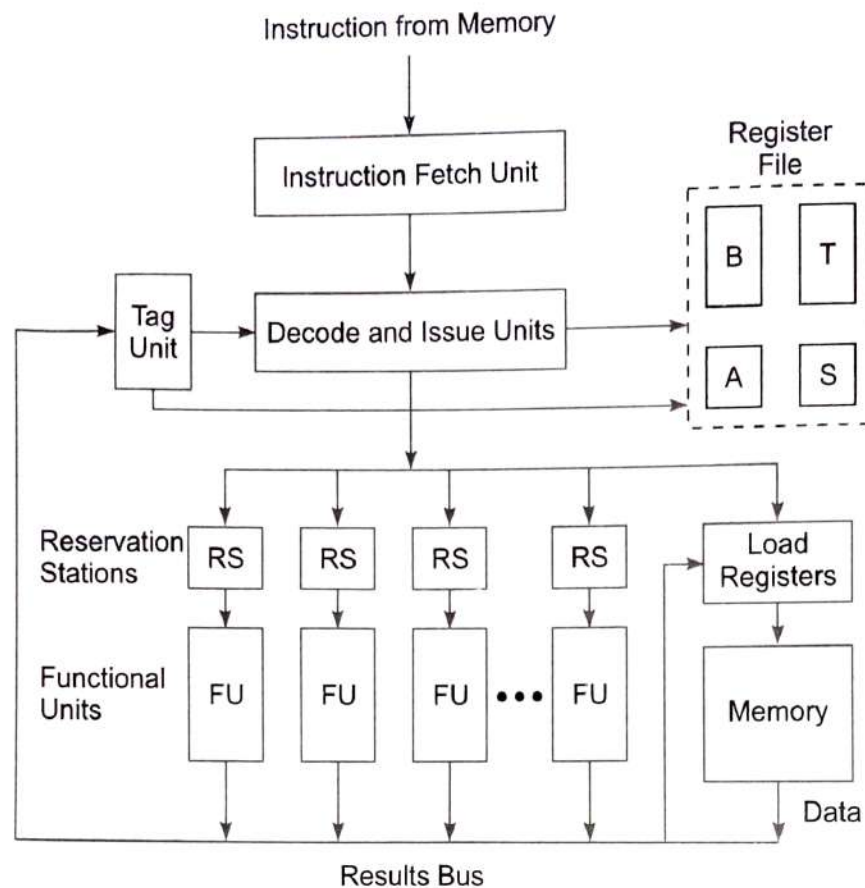 Instruction from Memory
Instruction Fetch Unit
Register
File
B
T
Tag
Unit
Decode and Issue Units
A
S
Reservation
Stations
RS
RS
RS
RS
Load
Registers
Functional
Units
FU
FU
FU
•••
FU
Memory
Data
Results Bus